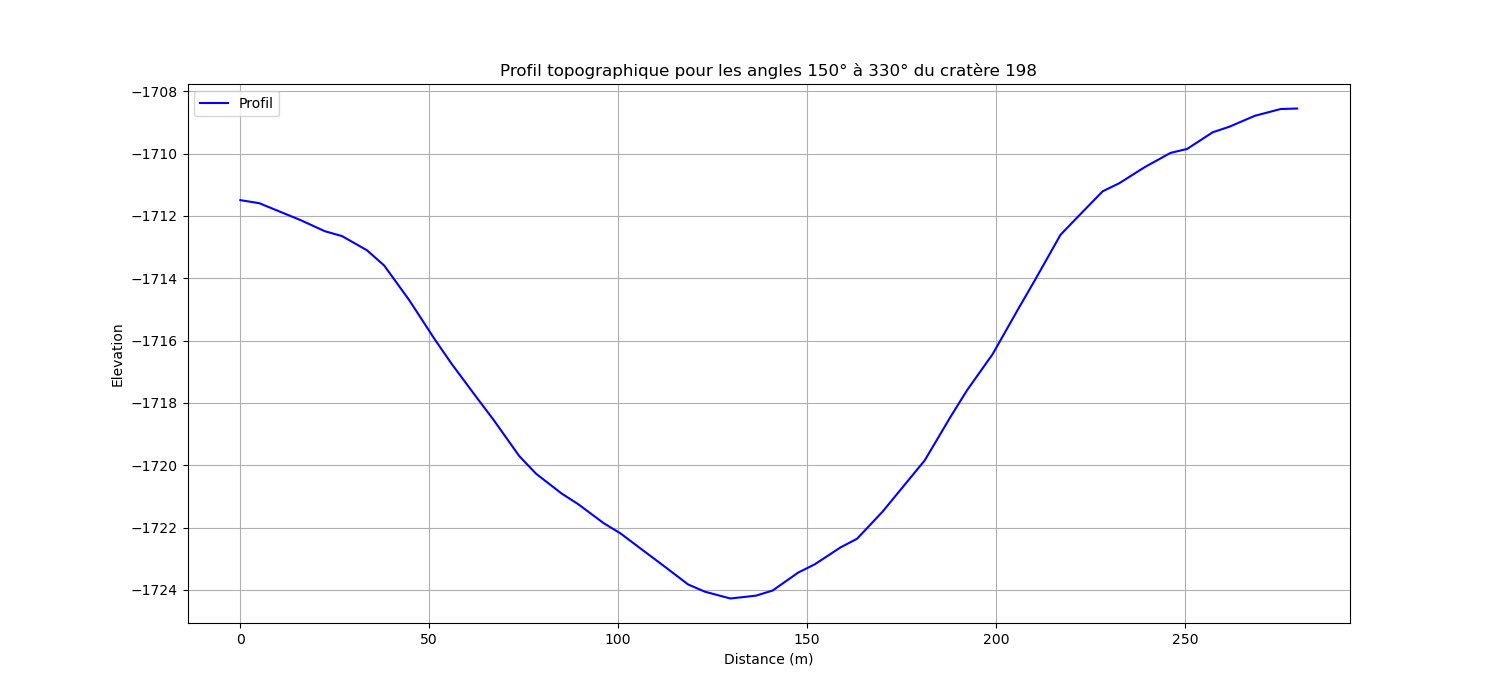 Profil topographique pour les angles 150° à 330° du cratère 198
Profil
−1708
−1710
−1712
−1714
−1716
−1718
−1720
−1722
−1724
Elevation
0 50 100 150 200 250
Distance (m)